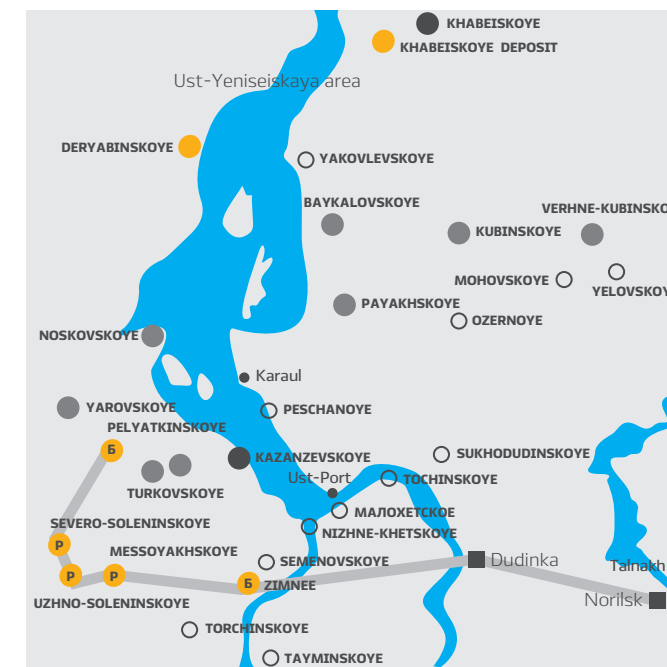 KHABEISKOYE
KHABEISKOYE DEPOSIT
Ust-Yeniseiskaya area
DERYABINSKOYE
YAKOVLEVSKOYE
BAYKALOVSKOYE
VERHNE-KUBINSKO
KUBINSKOYE
MOHOVSKOYE
YELOVSKOY
PAYAKHSKOYE
OZERNOYE
NOSKOVSKOYE
Karaul
YAROVSKOYE
PESCHANOYE
PELYATKINSKOYE
Б
KAZANZEVSKOYE
SUKHODUDINSKOYE
Ust-Port
TOCHINSKOYE
TURKOVSKOYE
МАЛОХЕТСКОЕ
SEVERO-SOLENINSKOYE
NIZHNE-KHETSKOYE
Р
MESSOYAKHSKOYE
SEMENOVSKOYE
Dudinka
Talnakh
Р
Р
Б
ZIMNEE
UZHNO-SOLENINSKOYE
Norilsk
TORCHINSKOYE
TAYMINSKOYE